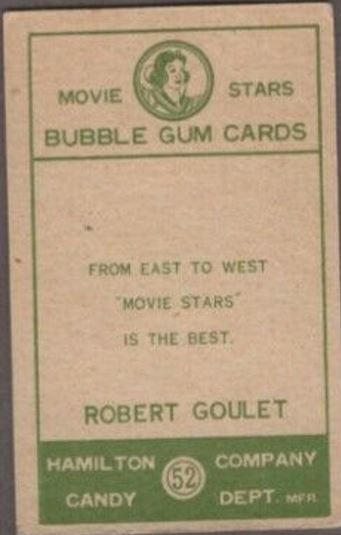 MOVIE STARS
BUBBLE GUM CARDS
FROM EAST TO WEST
"MOVIE STARS"
IS THE BEST.
ROBERT GOULET
HAMILTON 52 COMPANY
CANDY DEPT. MFR.